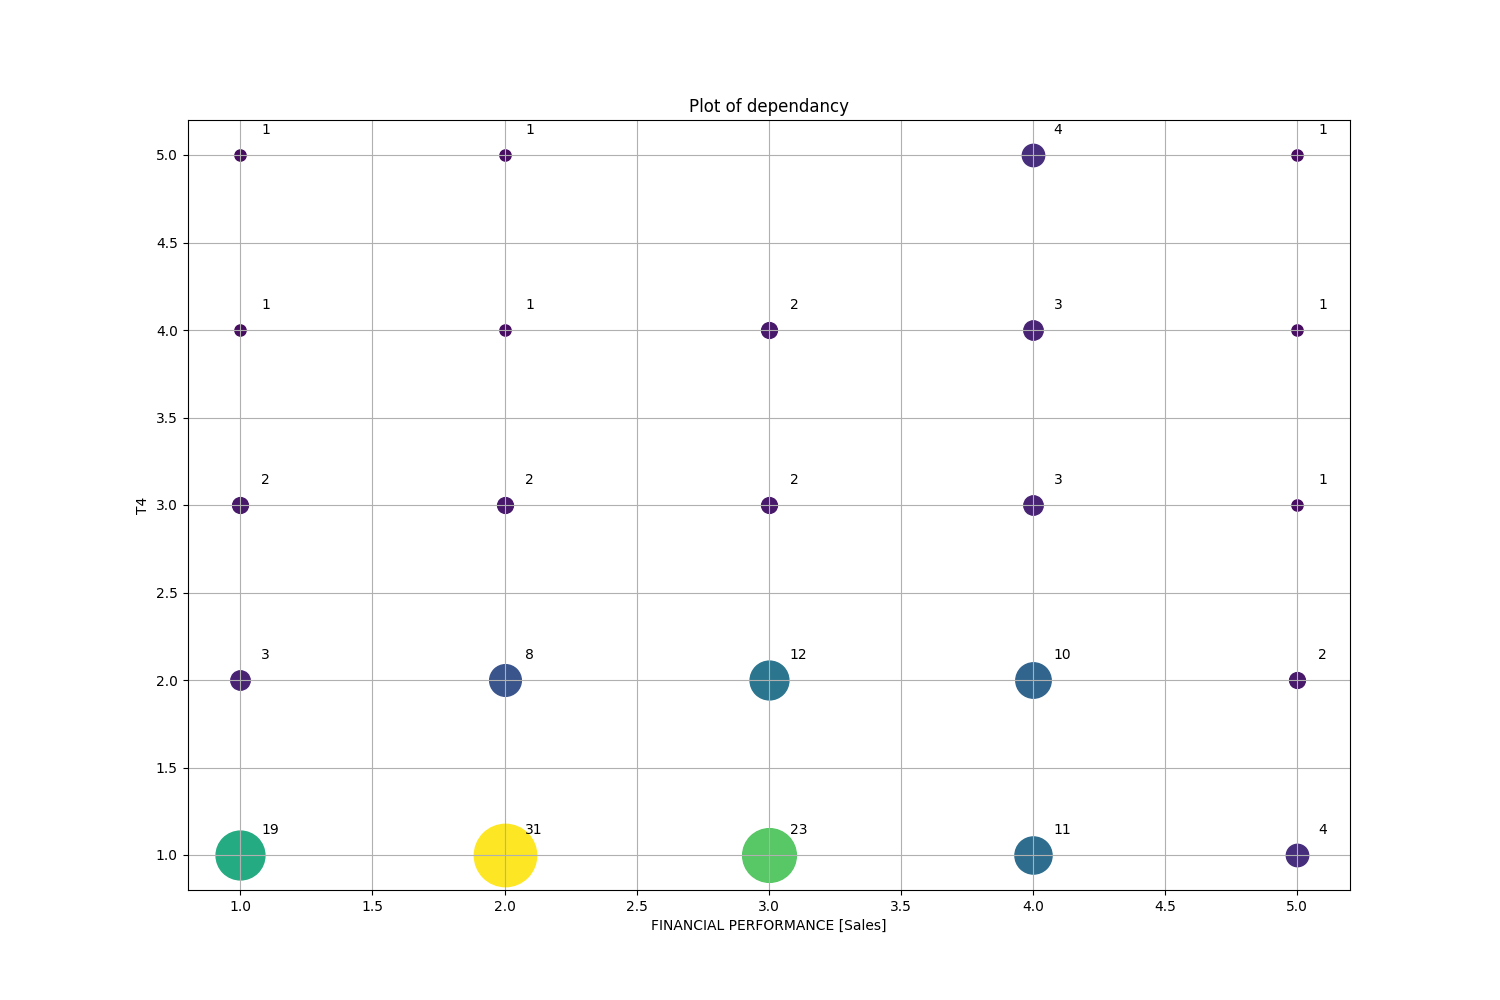 Plot of dependancy
1 1 4 1
5.0
4.5
1 1 2 3 1
4.0
3.5
2 2 2 3 1
3.0
T4
2.5
3 8 12 10 2
2.0
1.5
19 31 23 11 4
1.0
1.0 1.5 2.0 2.5 3.0 3.5 4.0 4.5 5.0
FINANCIAL PERFORMANCE [Sales]